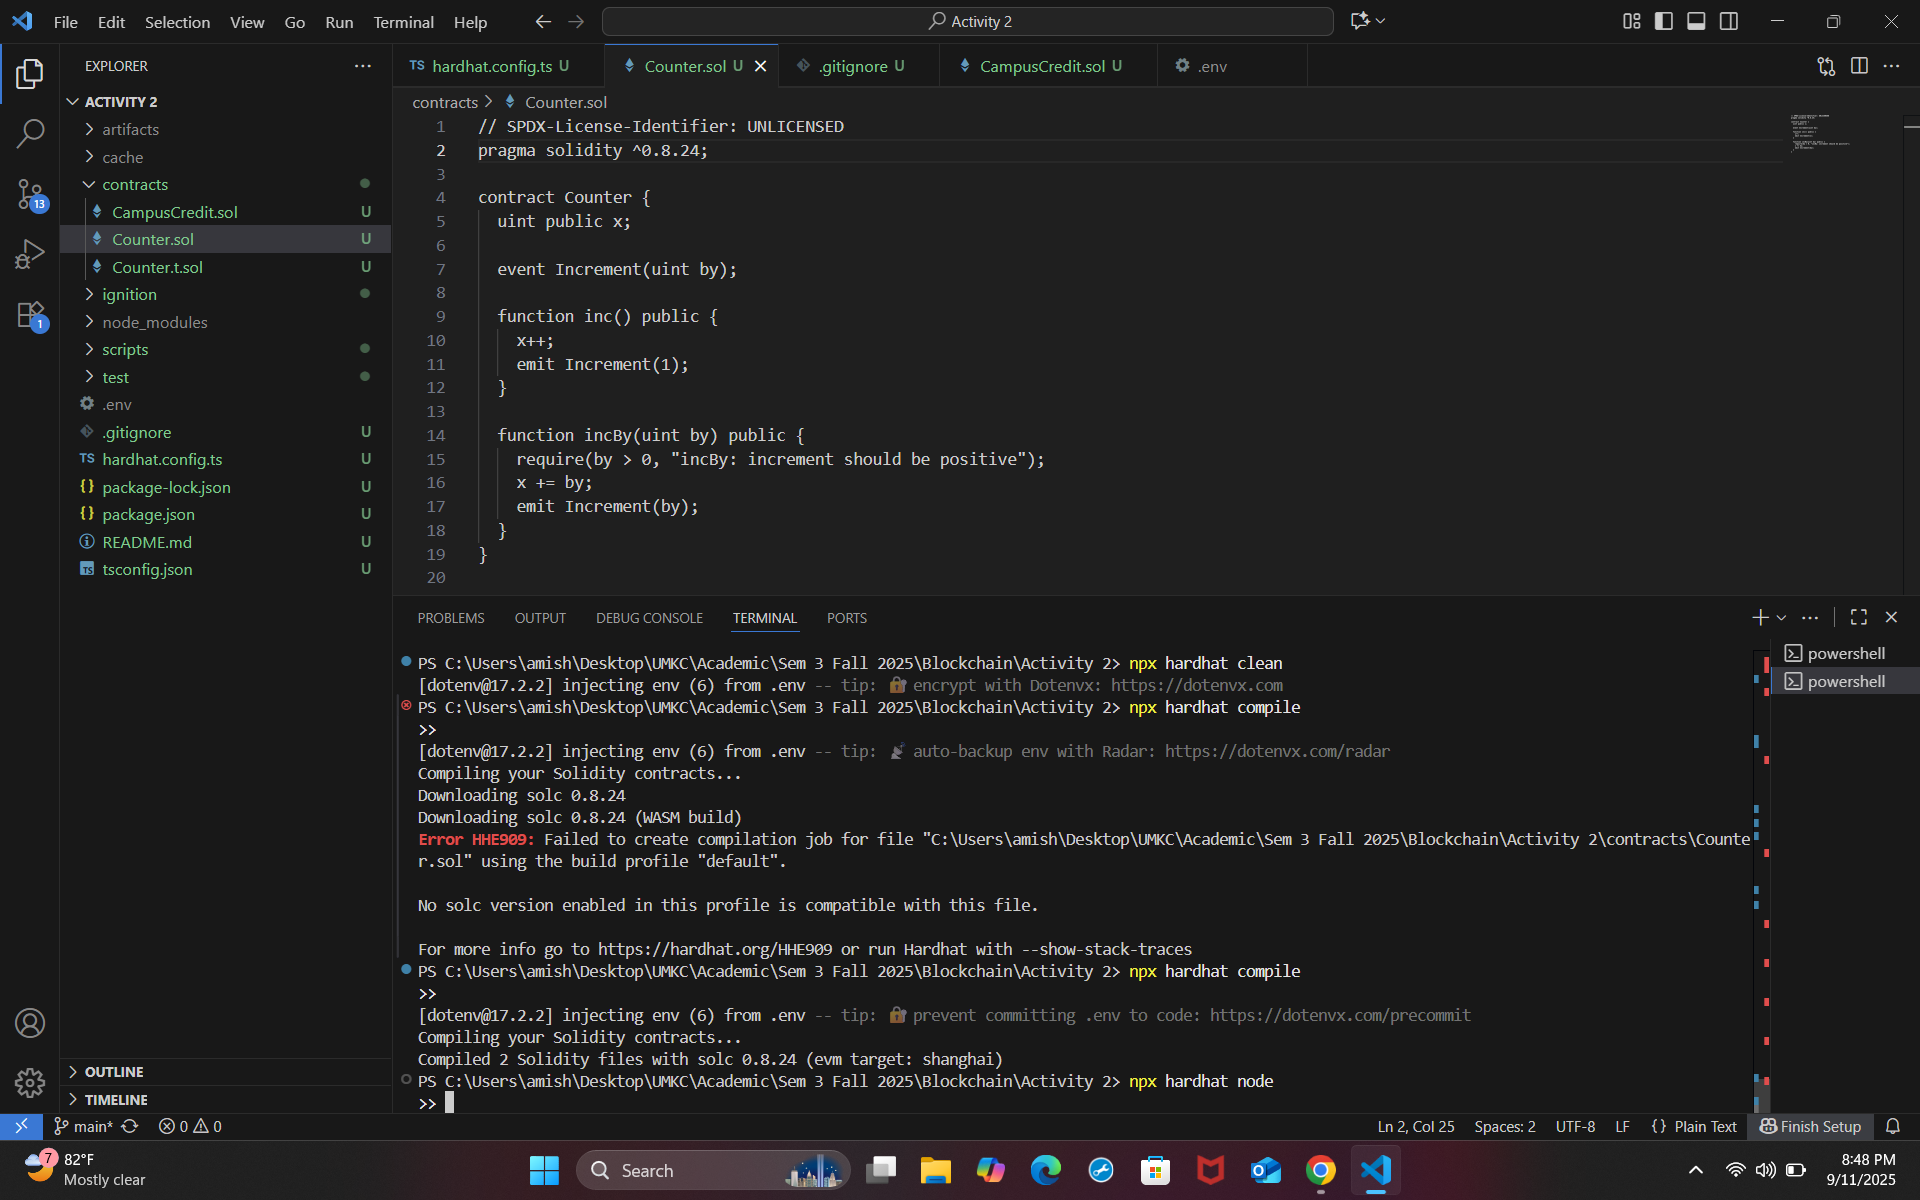 File Edit Selection View Go Run Terminal Help
Activity 2
EXPLORER
ACTIVITY 2
artifacts
cache
contracts
CampusCredit.sol U
Counter.sol U
Counter.t.sol U
ignition
node_modules
scripts
test
.env
.gitignore U
TS hardhat.config.ts U
{} package-lock.json U
{} package.json U
README.md U
TS tsconfig.json U
OUTLINE
TIMELINE
13
1
TS hardhat.config.ts U
Counter.sol U
.gitignore U
CampusCredit.sol U
.env
contracts > Counter.sol
1 // SPDX-License-Identifier: UNLICENSED
2 pragma solidity ^0.8.24;
3
4 contract Counter {
5 uint public x;
6
7 event Increment(uint by);
8
9 function inc() public {
10 x++;
11 emit Increment(1);
12 }
13
14 function incBy(uint by) public {
15 require(by > 0, "incBy: increment should be positive");
16 x += by;
17 emit Increment(by);
18 }
19 }
20
PROBLEMS OUTPUT DEBUG CONSOLE TERMINAL PORTS
powershell
powershell
PS C:\Users\amish\Desktop\UMKC\Academic\Sem 3 Fall 2025\Blockchain\Activity 2> npx hardhat clean
[dotenv@17.2.2] injecting env (6) from .env -- tip: 🔐 encrypt with Dotenvx: https://dotenvx.com
PS C:\Users\amish\Desktop\UMKC\Academic\Sem 3 Fall 2025\Blockchain\Activity 2> npx hardhat compile
>>
[dotenv@17.2.2] injecting env (6) from .env -- tip: 📡 auto-backup env with Radar: https://dotenvx.com/radar
Compiling your Solidity contracts...
Downloading solc 0.8.24
Downloading solc 0.8.24 (WASM build)
Error HHE909: Failed to create compilation job for file "C:\Users\amish\Desktop\UMKC\Academic\Sem 3 Fall 2025\Blockchain\Activity 2\contracts\Counte
r.sol" using the build profile "default".
No solc version enabled in this profile is compatible with this file.
For more info go to https://hardhat.org/HHE909 or run Hardhat with --show-stack-traces
PS C:\Users\amish\Desktop\UMKC\Academic\Sem 3 Fall 2025\Blockchain\Activity 2> npx hardhat compile
>>
[dotenv@17.2.2] injecting env (6) from .env -- tip: 🔐 prevent committing .env to code: https://dotenvx.com/precommit
Compiling your Solidity contracts...
Compiled 2 Solidity files with solc 0.8.24 (evm target: shanghai)
PS C:\Users\amish\Desktop\UMKC\Academic\Sem 3 Fall 2025\Blockchain\Activity 2> npx hardhat node
>>
main* 0 0
Ln 2, Col 25 Spaces: 2 UTF-8 LF {} Plain Text Finish Setup
7
82°F
Mostly clear
Search
8:48 PM
9/11/2025